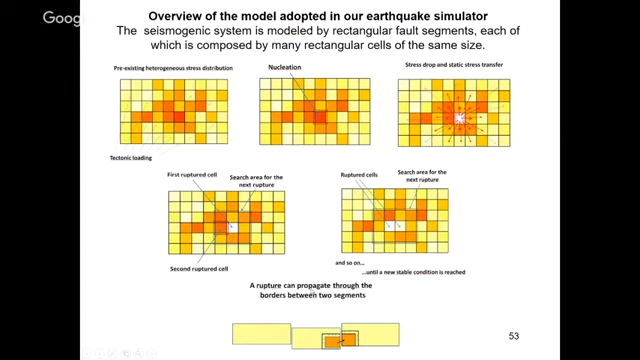 Google
Overview of the model adopted in our earthquake simulator
The seismogenic system is modeled by rectangular fault segments, each of
which is composed by many rectangular cells of the same size.
Pre-existing heterogeneous stress distribution
Nucleation
Stress drop and static stress transfer
Tectonic loading
First ruptured cell
Search area for the
next rupture
Second ruptured cell
Ruptured cells
Search area for the
next rupture
and so on...
...until a new stable condition is reached
A rupture can propagate through the
borders between two segments
53